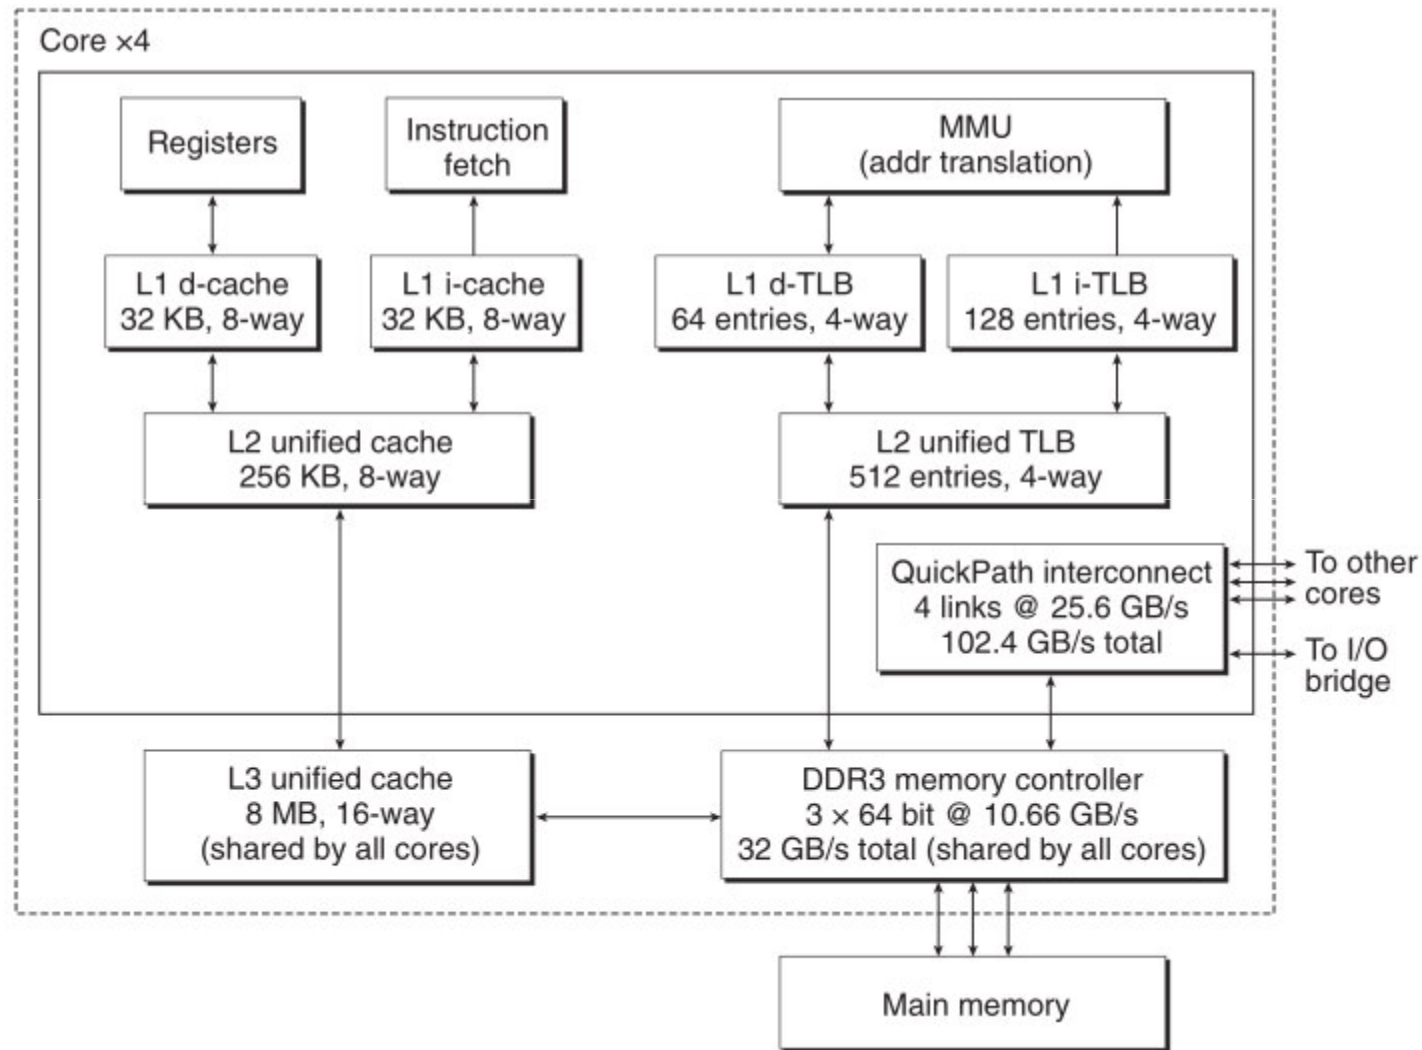 Core ×4
Registers
Instruction
fetch
MMU
(addr translation)
L1 d-cache
32 KB, 8-way
L1 i-cache
32 KB, 8-way
L1 d-TLB
64 entries, 4-way
L1 i-TLB
128 entries, 4-way
L2 unified cache
256 KB, 8-way
L2 unified TLB
512 entries, 4-way
QuickPath interconnect
4 links @ 25.6 GB/s
102.4 GB/s total
To other
cores
To I/O
bridge
L3 unified cache
8 MB, 16-way
(shared by all cores)
DDR3 memory controller
3 × 64 bit @ 10.66 GB/s
32 GB/s total (shared by all cores)
Main memory